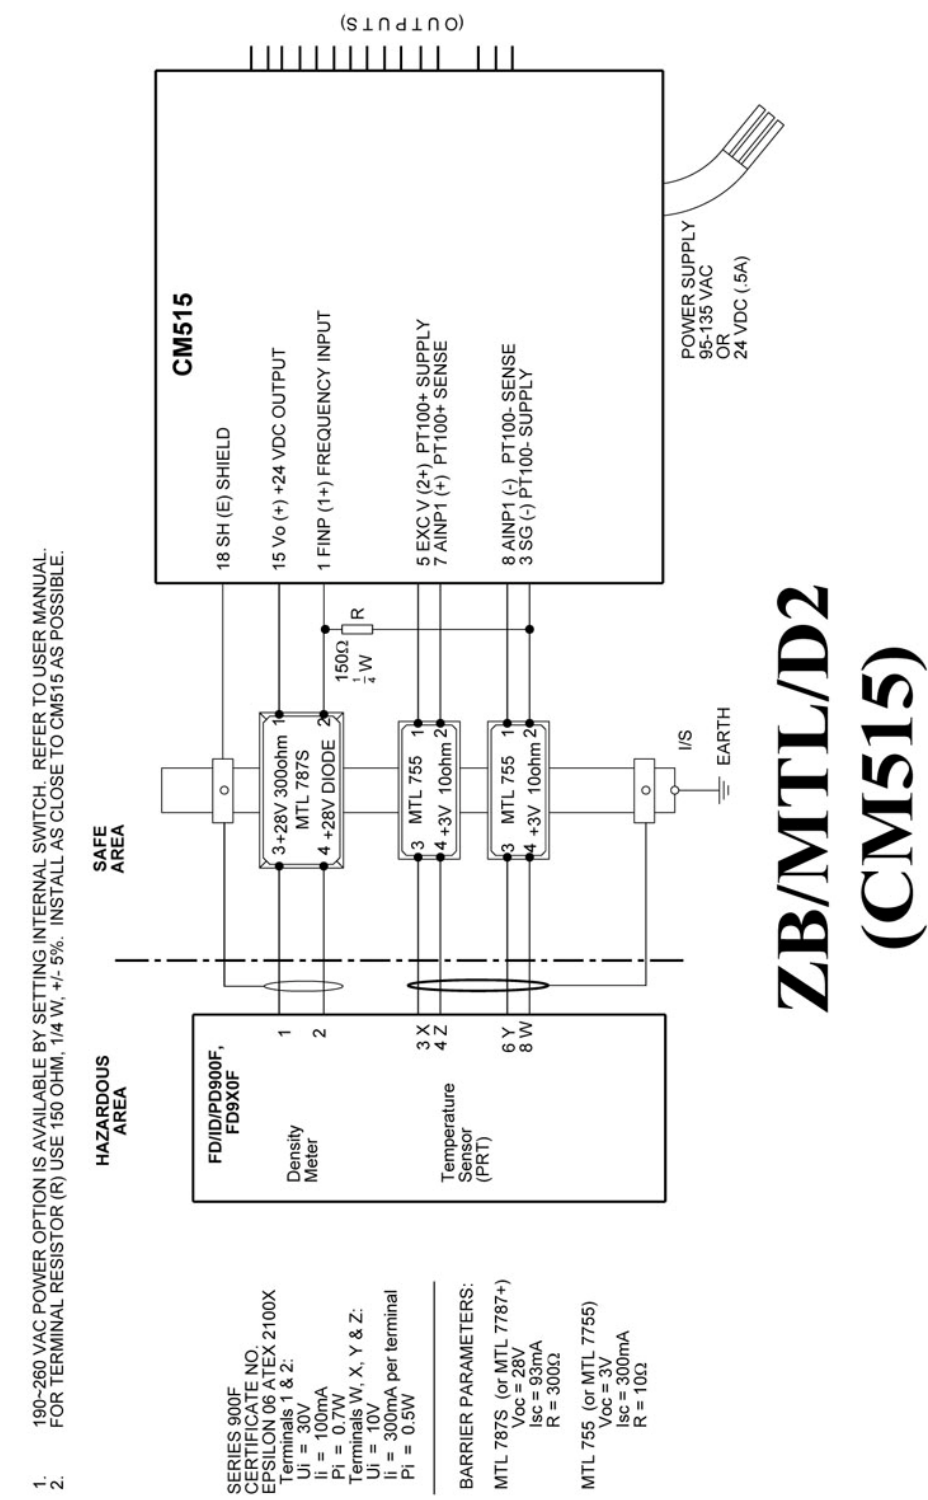 1. 190~260 VAC POWER OPTION IS AVAILABLE BY SETTING INTERNAL SWITCH. REFER TO USER MANUAL.
2. FOR TERMINAL RESISTOR (R) USE 150 OHM, 1/4 W, +/- 5%. INSTALL AS CLOSE TO CM515 AS POSSIBLE.
HAZARDOUS
AREA
SAFE
AREA
SERIES 900F
CERTIFICATE NO.
EPSILON 06 ATEX 2100X
Terminals 1 & 2:
Ui = 30V
Ii = 100mA
Pi = 0.7W
Terminals W, X, Y & Z:
Ui = 10V
Ii = 300mA per terminal
Pi = 0.5W
BARRIER PARAMETERS:
MTL 787S (or MTL 7787+)
Voc = 28V
Isc = 93mA
R = 300Ω
MTL 755 (or MTL 7755)
Voc = 3V
Isc = 300mA
R = 10Ω
FD/ID/PD900F,
FD9X0F
Density
Meter
1
2
Temperature
Sensor
(PRT)
3 X
4 Z
6 Y
8 W
3 +28V 300ohm 1
MTL 787S
4 +28V DIODE 2
3 MTL 755 1
4 +3V 10ohm 2
3 MTL 755 1
4 +3V 10ohm 2
150Ω R
1/4 W
I/S
EARTH
CM515
18 SH (E) SHIELD
15 Vo (+) +24 VDC OUTPUT
1 FINP (1+) FREQUENCY INPUT
5 EXC V (2+) PT100+ SUPPLY
7 AINP1 (+) PT100+ SENSE
8 AINP1 (-) PT100- SENSE
3 SG (-) PT100- SUPPLY
(OUTPUTS)
POWER SUPPLY
95-135 VAC
OR
24 VDC (.5A)
ZB/MTL/D2
(CM515)